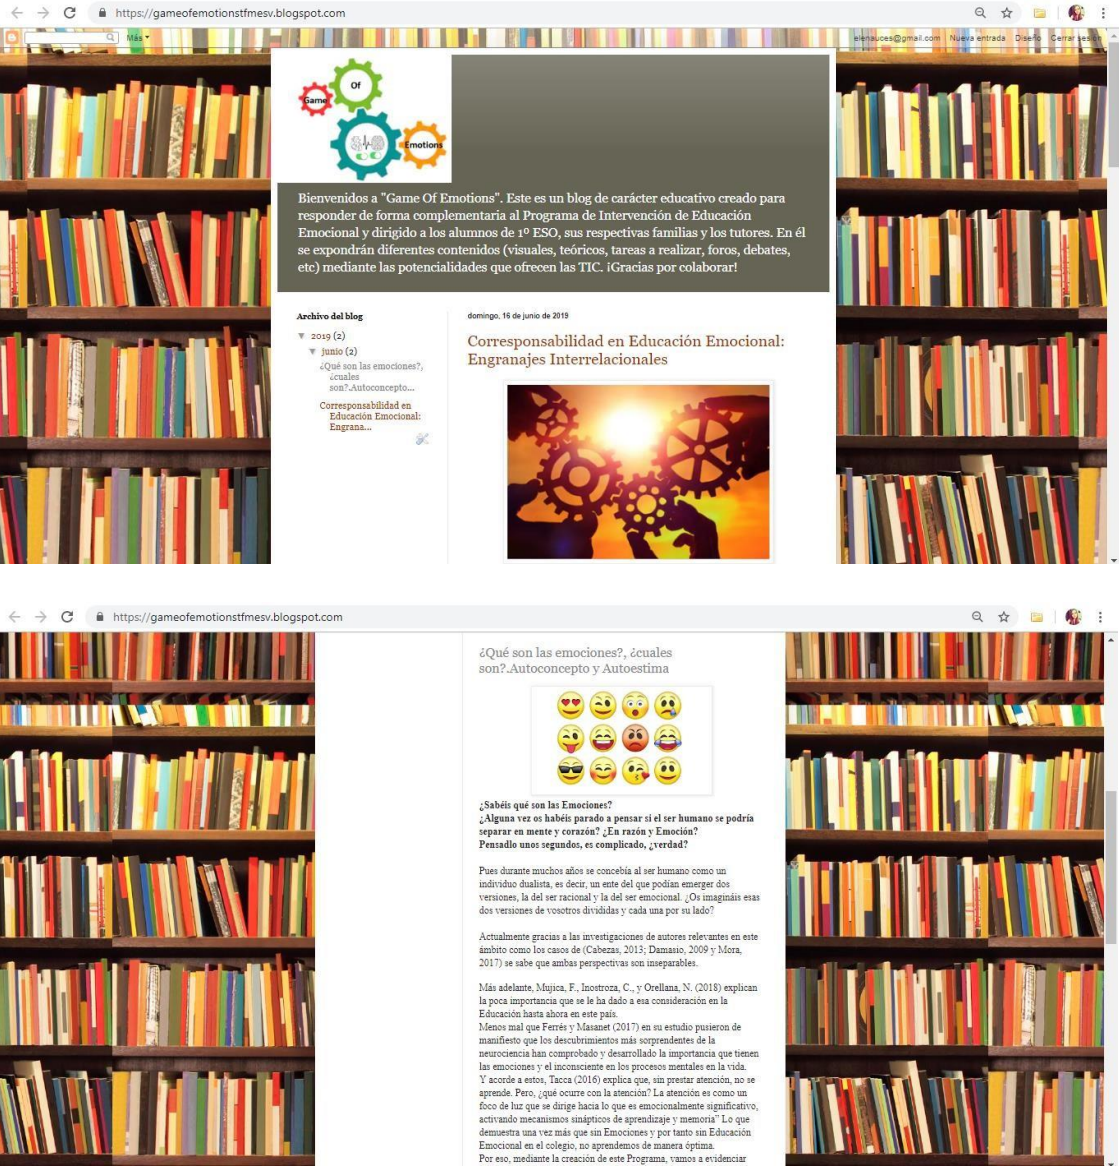 https://gameofemotionstfmesv.blogspot.com
Más
elenauces@gmail.com Nueva entrada Diseño Cerrar sesión
Game
Of
Emotions
Bienvenidos a "Game Of Emotions". Este es un blog de carácter educativo creado para
responder de forma complementaria al Programa de Intervención de Educación
Emocional y dirigido a los alumnos de 1º ESO, sus respectivas familias y los tutores. En él
se expondrán diferentes contenidos (visuales, teóricos, tareas a realizar, foros, debates,
etc) mediante las potencialidades que ofrecen las TIC. ¡Gracias por colaborar!
Archivo del blog
▼ 2019 (2)
▼ junio (2)
¿Qué son las emociones?,
¿cuales
son?.Autoconcepto...
Corresponsabilidad en
Educación Emocional:
Engrana...
domingo, 16 de junio de 2019
Corresponsabilidad en Educación Emocional:
Engranajes Interrelacionales
https://gameofemotionstfmesv.blogspot.com
¿Qué son las emociones?, ¿cuales
son?.Autoconcepto y Autoestima
¿Sabéis qué son las Emociones?
¿Alguna vez os habéis parado a pensar si el ser humano se podría
separar en mente y corazón? ¿En razón y Emoción?
Pensadlo unos segundos, es complicado, ¿verdad?
Pues durante muchos años se concebía al ser humano como un
individuo dualista, es decir, un ente del que podían emerger dos
versiones, la del ser racional y la del ser emocional. ¿Os imagináis esas
dos versiones de vosotros divididas y cada una por su lado?
Actualmente gracias a las investigaciones de autores relevantes en este
ámbito como los casos de (Cabezas, 2013; Damasio, 2009 y Mora,
2017) se sabe que ambas perspectivas son inseparables.
Más adelante, Mujica, F., Inostroza, C., y Orellana, N. (2018) explican
la poca importancia que se le ha dado a esa consideración en la
Educación hasta ahora en este país.
Menos mal que Ferrés y Masanet (2017) en su estudio pusieron de
manifiesto que los descubrimientos más sorprendentes de la
neurociencia han comprobado y desarrollado la importancia que tienen
las emociones y el inconsciente en los procesos mentales en la vida.
Y acorde a estos, Tacca (2016) explica que, sin prestar atención, no se
aprende. Pero, ¿qué ocurre con la atención? La atención es como un
foco de luz que se dirige hacia lo que es emocionalmente significativo,
activando mecanismos sinápticos de aprendizaje y memoria" Lo que
demuestra una vez más que sin Emociones y por tanto sin Educación
Emocional en el colegio, no aprendemos de manera óptima.
Por eso, mediante la creación de este Programa, vamos a evidenciar